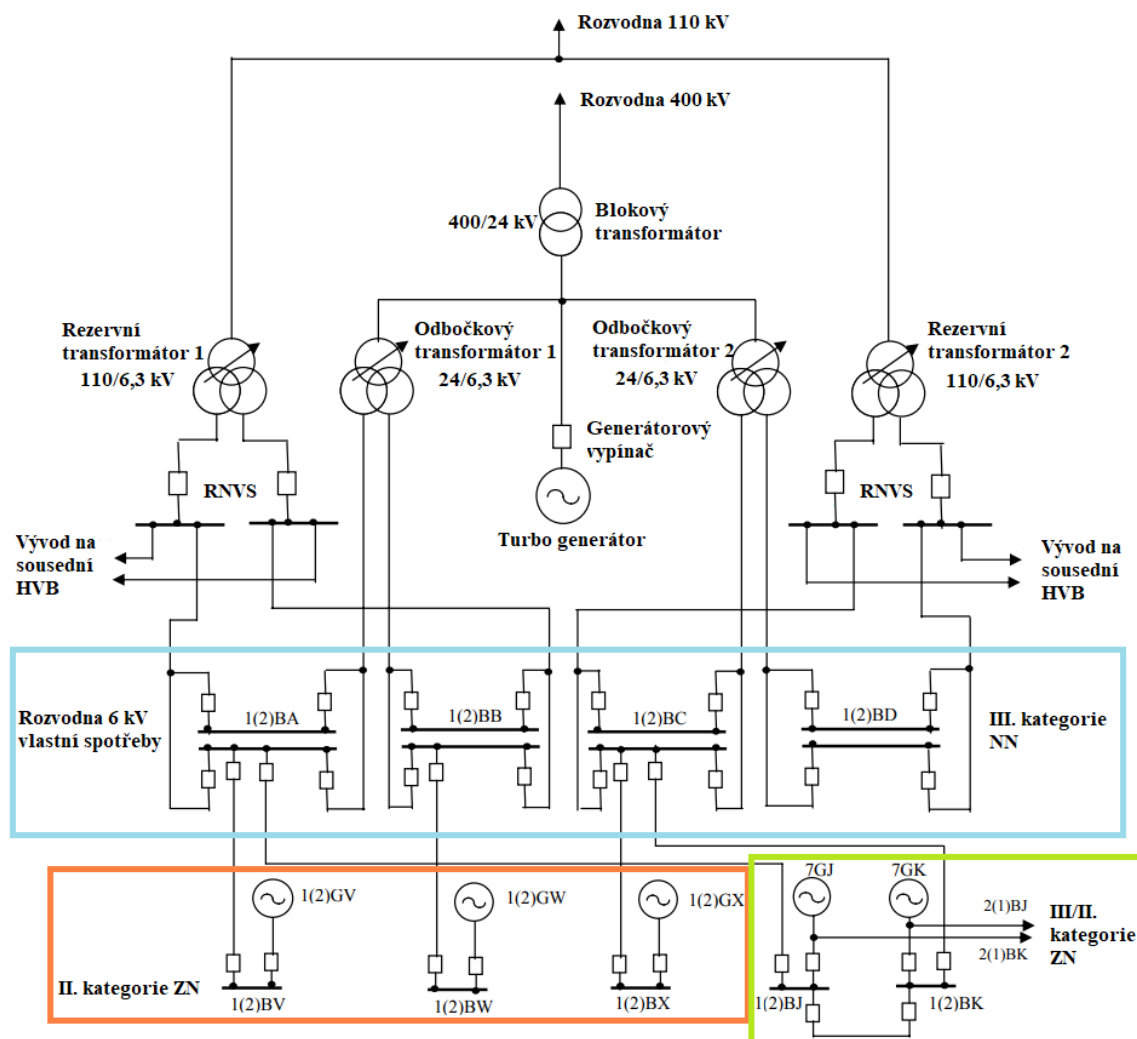 Rozvodna 110 kV
Rozvodna 400 kV
400/24 kV
Blokový
transformátor
Rezervní
transformátor 1
110/6,3 kV
Odbočkový
transformátor 1
24/6,3 kV
Odbočkový
transformátor 2
24/6,3 kV
Rezervní
transformátor 2
110/6,3 kV
Generátorový
vypínač
RNVS
RNVS
Turbo generátor
Vývod na
sousední
HVB
Vývod na
sousední
HVB
Rozvodna 6 kV
vlastní spotřeby
1(2)BA
1(2)BB
1(2)BC
1(2)BD
III. kategorie
NN
1(2)GV
1(2)GW
1(2)GX
7GJ
7GK
2(1)BJ
2(1)BK
III/II.
kategorie
ZN
II. kategorie ZN
1(2)BV
1(2)BW
1(2)BX
1(2)BJ
1(2)BK